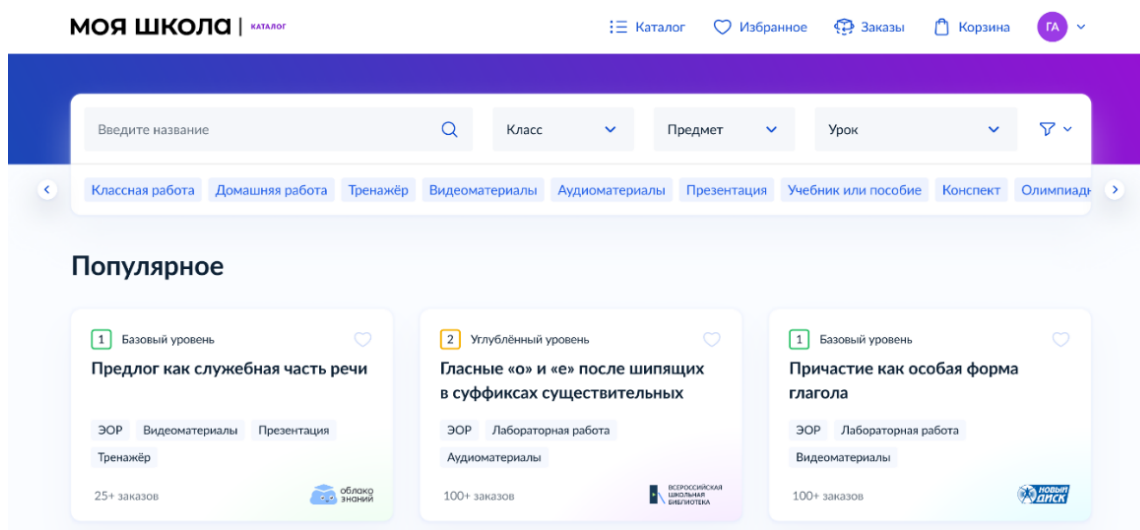 МОЯ ШКОЛА | КАТАЛОГ
Каталог Избранное Заказы Корзина ГА
Введите название Класс Предмет Урок
Классная работа Домашняя работа Тренажёр Видеоматериалы Аудиоматериалы Презентация Учебник или пособие Конспект Олимпиадн
Популярное
1 Базовый уровень
Предлог как служебная часть речи
ЭОР Видеоматериалы Презентация
Тренажёр
25+ заказов
облако
знаний
2 Углублённый уровень
Гласные «о» и «е» после шипящих
в суффиксах существительных
ЭОР Лабораторная работа
Аудиоматериалы
100+ заказов
ВСЕРОССИЙСКАЯ
ШКОЛЬНАЯ
БИБЛИОТЕКА
1 Базовый уровень
Причастие как особая форма
глагола
ЭОР Лабораторная работа
Видеоматериалы
100+ заказов
НОВЫЙ
ДИСК